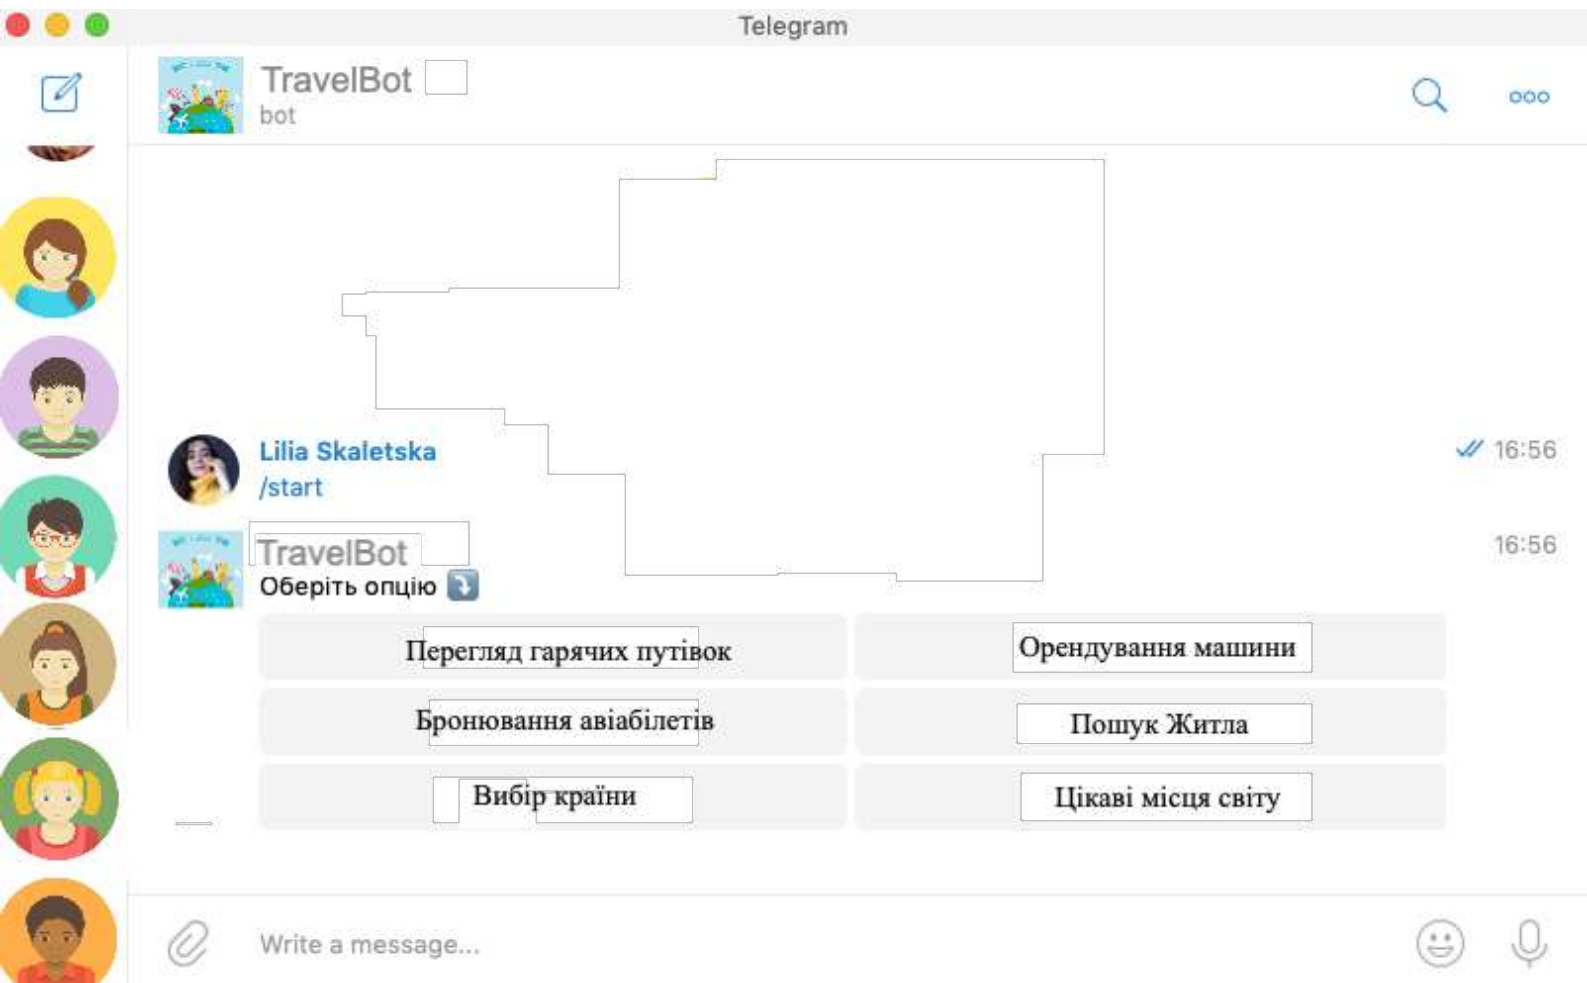 Telegram
TravelBot
bot
Lilia Skaletska
16:56
/start
TravelBot
16:56
Оберіть опцію
Перегляд гарячих путівок
Орендування машини
Бронювання авіабілетів
Пошук Житла
Вибір країни
Цікаві місця світу
Write a message...